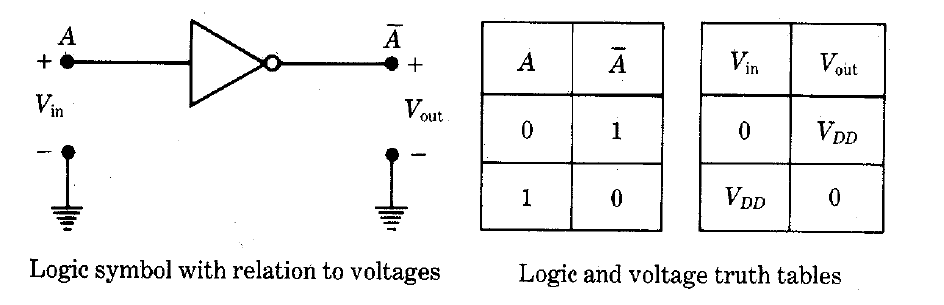 A
A̅
+
+
V_in
V_out
−
−
A A̅
0 1
1 0
V_in V_out
0 V_DD
V_DD 0
Logic symbol with relation to voltages
Logic and voltage truth tables